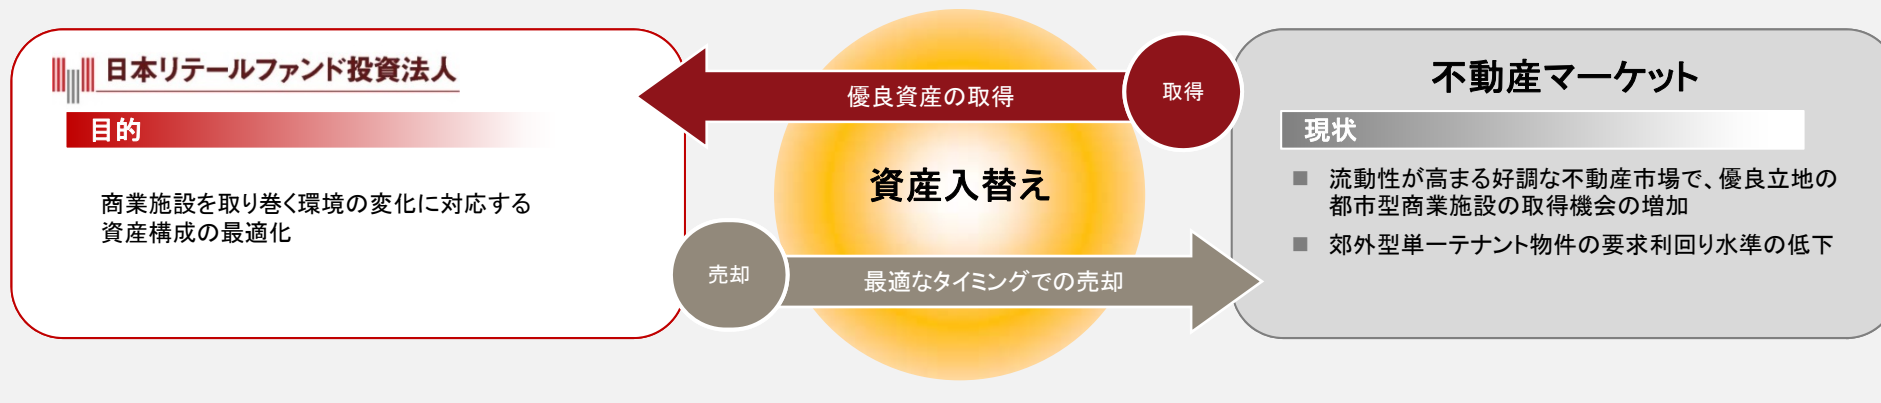 日本リテールファンド投資法人
目的
商業施設を取り巻く環境の変化に対応する
資産構成の最適化
優良資産の取得
取得
資産入替え
売却
最適なタイミングでの売却
不動産マーケット
現状
■ 流動性が高まる好調な不動産市場で、優良立地の
都市型商業施設の取得機会の増加
■ 郊外型単一テナント物件の要求利回り水準の低下